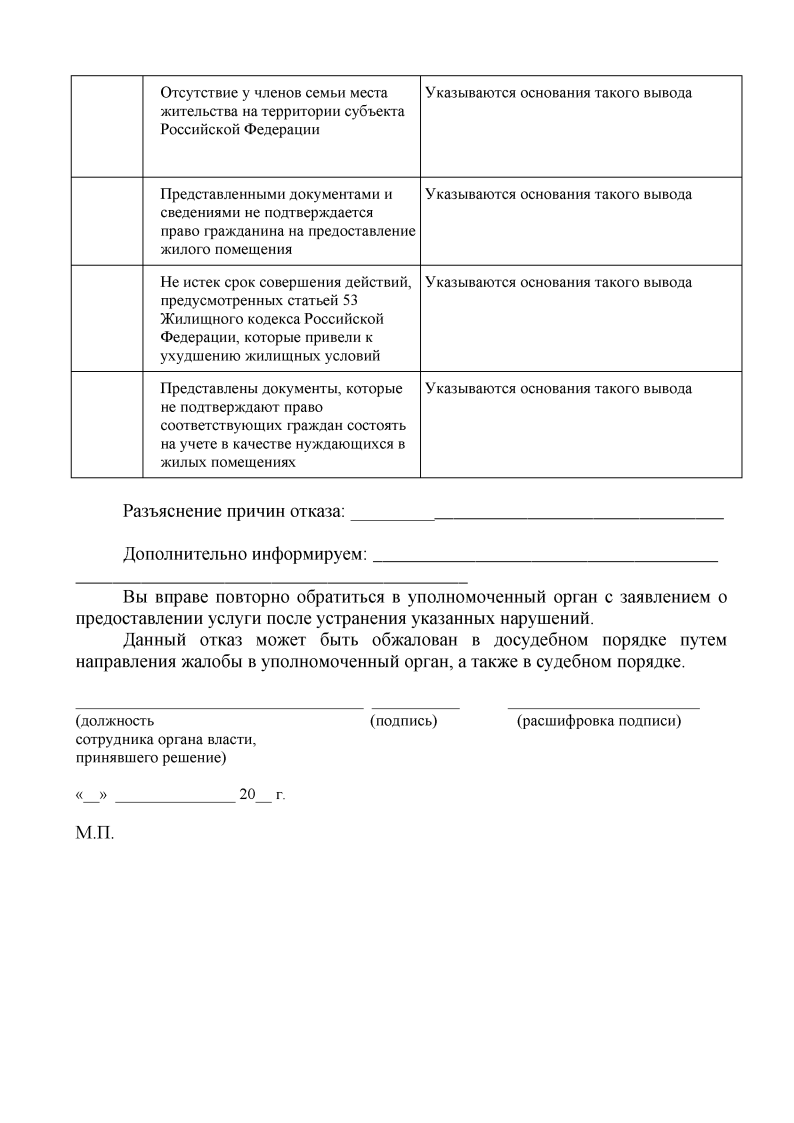 Отсутствие у членов семьи места
жительства на территории субъекта
Российской Федерации
Указываются основания такого вывода
Представленными документами и
сведениями не подтверждается
право гражданина на предоставление
жилого помещения
Указываются основания такого вывода
Не истек срок совершения действий,
предусмотренных статьей 53
Жилищного кодекса Российской
Федерации, которые привели к
ухудшению жилищных условий
Указываются основания такого вывода
Представлены документы, которые
не подтверждают право
соответствующих граждан состоять
на учете в качестве нуждающихся в
жилых помещениях
Указываются основания такого вывода
Разъяснение причин отказа: ________________________________________
Дополнительно информируем: _____________________________________
__________________________________________
Вы вправе повторно обратиться в уполномоченный орган с заявлением о
предоставлении услуги после устранения указанных нарушений.
Данный отказ может быть обжалован в досудебном порядке путем
направления жалобы в уполномоченный орган, а также в судебном порядке.
____________________________________ ___________ ________________________
(должность (подпись) (расшифровка подписи)
сотрудника органа власти,
принявшего решение)
«__» _______________ 20__ г.
М.П.